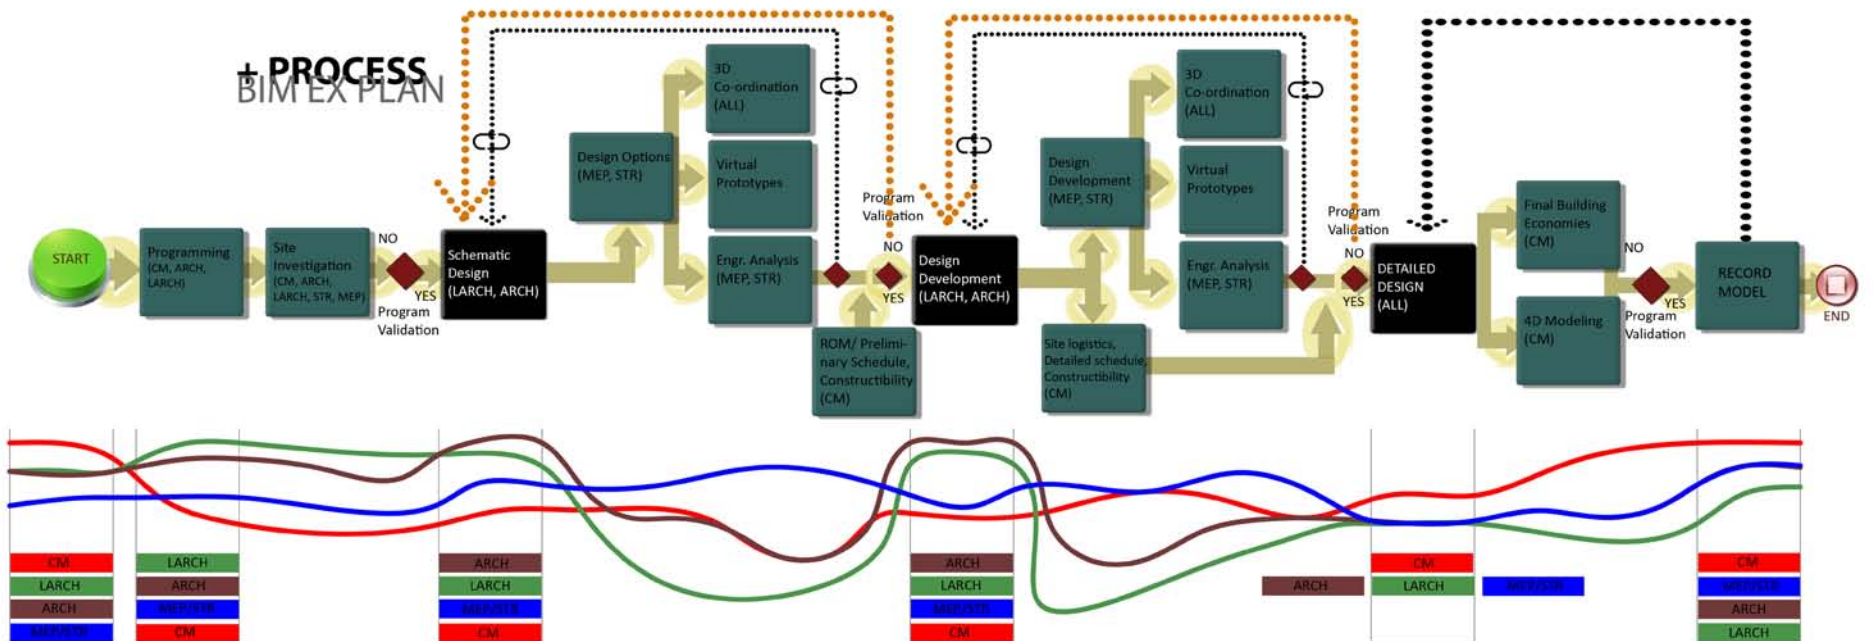 + PROCESS
BIM EX PLAN
START
Programming
(CM, ARCH,
LARCH)
Site
Investigation
(CM, ARCH,
LARCH, STR, MEP)
NO
YES
Program
Validation
Schematic
Design
(LARCH, ARCH)
Design Options
(MEP, STR)
3D
Co-ordination
(ALL)
Virtual
Prototypes
Engr. Analysis
(MEP, STR)
ROM/ Prelimi-
nary Schedule,
Constructibility
(CM)
Program
Validation
NO
YES
Design
Development
(LARCH, ARCH)
Design
Development
(MEP, STR)
3D
Co-ordination
(ALL)
Virtual
Prototypes
Engr. Analysis
(MEP, STR)
Site logistics,
Detailed schedule,
Constructibility
(CM)
Program
Validation
NO
YES
DETAILED
DESIGN
(ALL)
Final Building
Economies
(CM)
4D Modeling
(CM)
NO
YES
Program
Validation
RECORD
MODEL
END
CM
LARCH
ARCH
MEP/STR
LARCH
ARCH
MEP/STR
CM
ARCH
LARCH
MEP/STR
CM
ARCH
LARCH
MEP/STR
CM
ARCH
CM
LARCH
MEP/STR
CM
MEP/STR
ARCH
LARCH